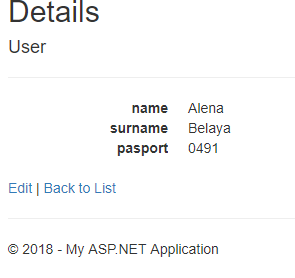 Details
User
name Alena
surname Belaya
pasport 0491
Edit | Back to List
© 2018 - My ASP.NET Application